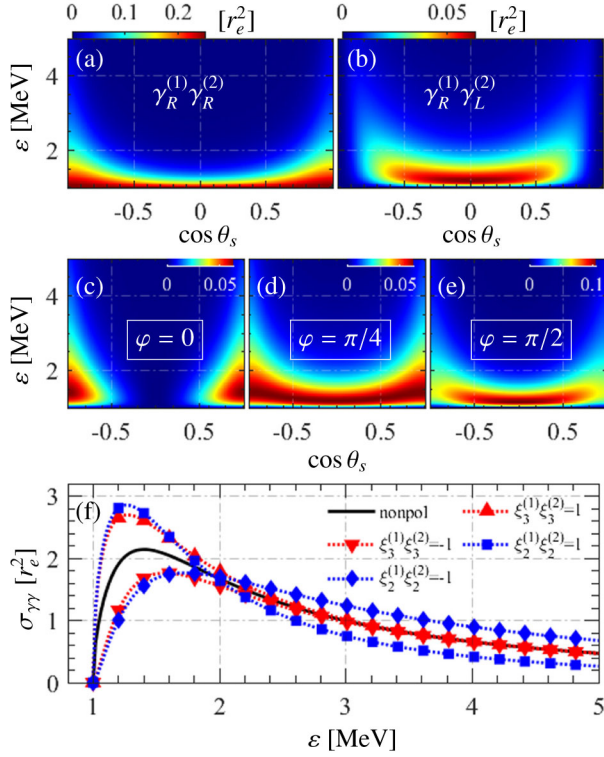 0 0.1 0.2 [r_e^2] 0 0.05 [r_e^2]
(a) γ_R^(1) γ_R^(2) (b) γ_R^(1) γ_L^(2)
ε [MeV] 4 2
-0.5 0 0.5 -0.5 0 0.5
cos θ_s cos θ_s
(c) 0 0.05 (d) 0 0.05 (e) 0 0.1
ε [MeV] 4 2
φ = 0 φ = π/4 φ = π/2
-0.5 0.5 -0.5 0.5 -0.5 0.5
cos θ_s
(f)
nonpol ξ_3^(1)ξ_3^(2)=1
ξ_3^(1)ξ_3^(2)=-1 ξ_2^(1)ξ_2^(2)=1
ξ_2^(1)ξ_2^(2)=-1
σ_γγ [r_e^2]
3
2
1
0
1 2 3 4 5
ε [MeV]